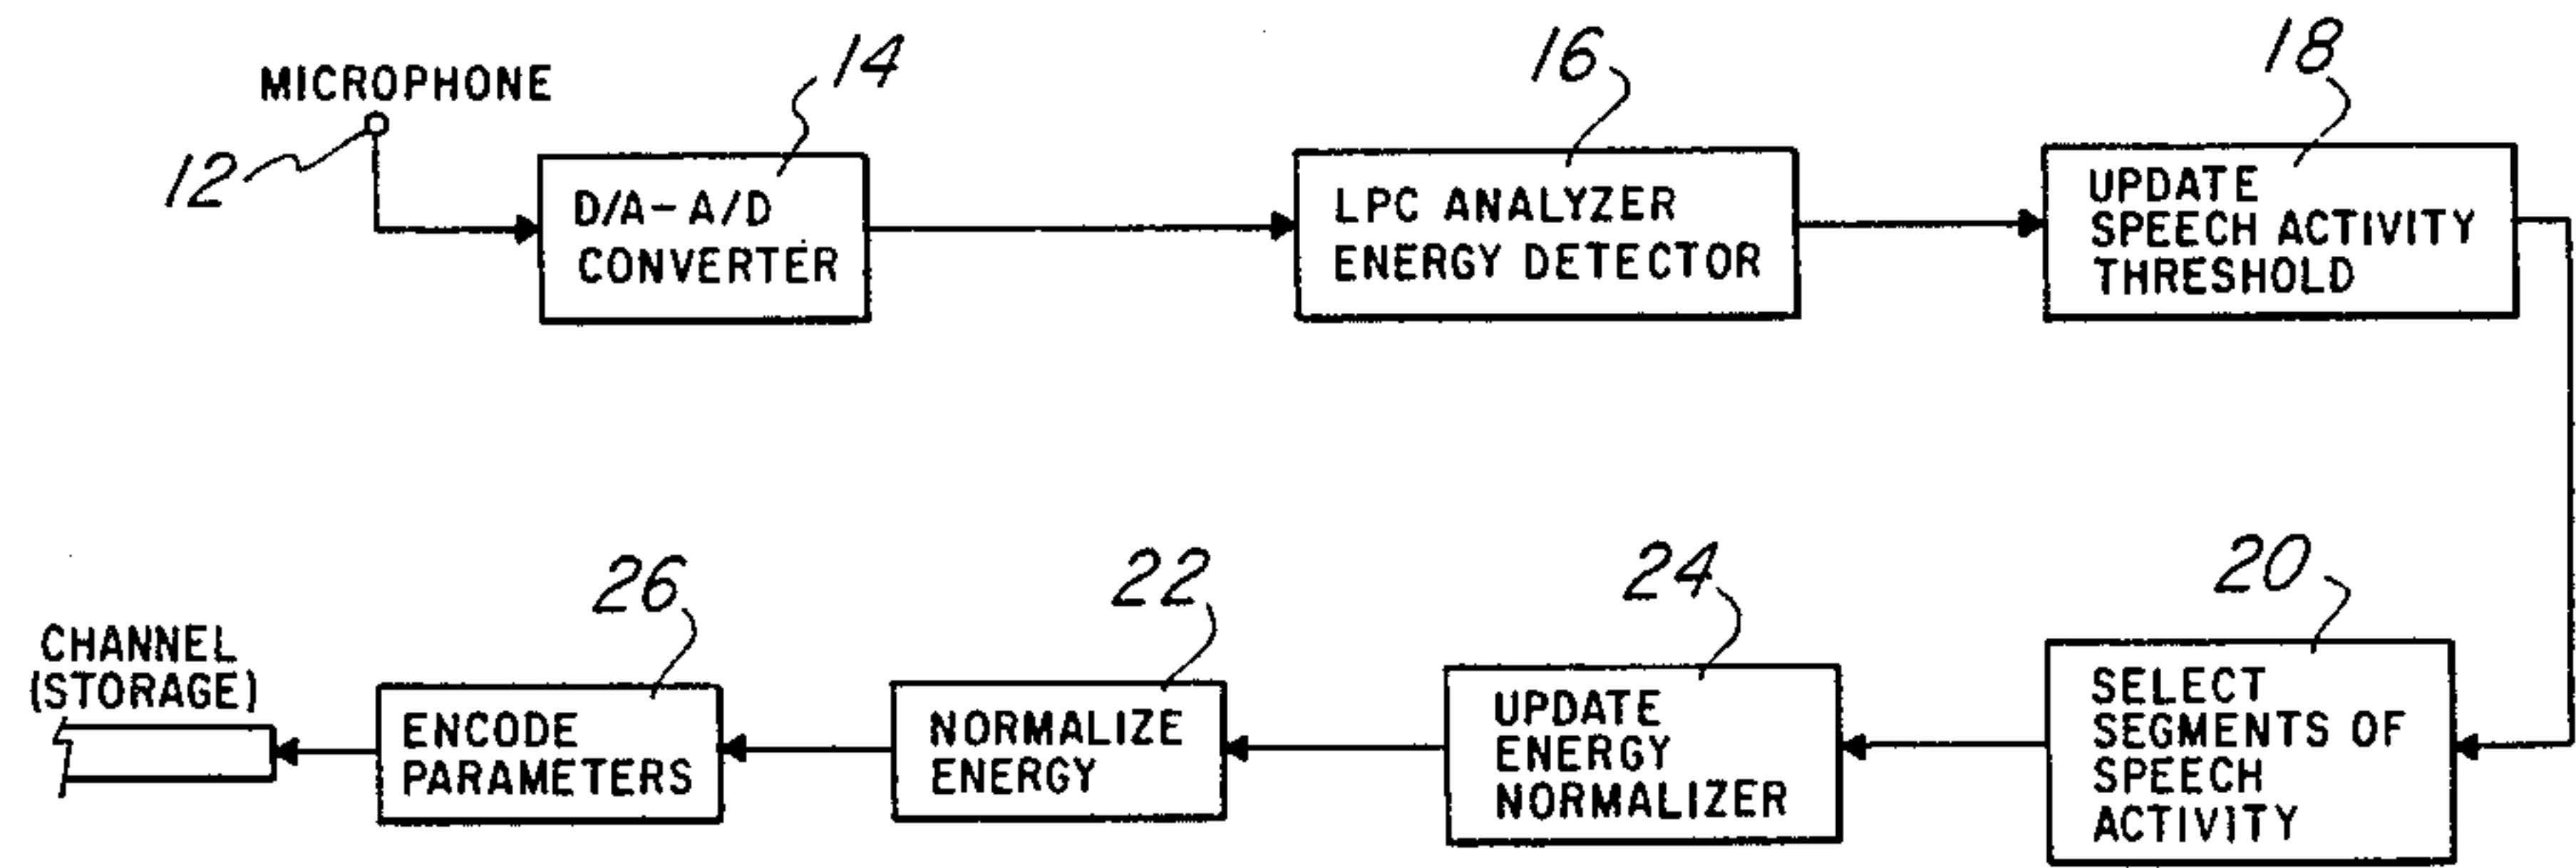 MICROPHONE
12
14
D/A-A/D
CONVERTER
16
LPC ANALYZER
ENERGY DETECTOR
18
UPDATE
SPEECH ACTIVITY
THRESHOLD
CHANNEL
(STORAGE)
26
ENCODE
PARAMETERS
22
NORMALIZE
ENERGY
24
UPDATE
ENERGY
NORMALIZER
20
SELECT
SEGMENTS OF
SPEECH
ACTIVITY